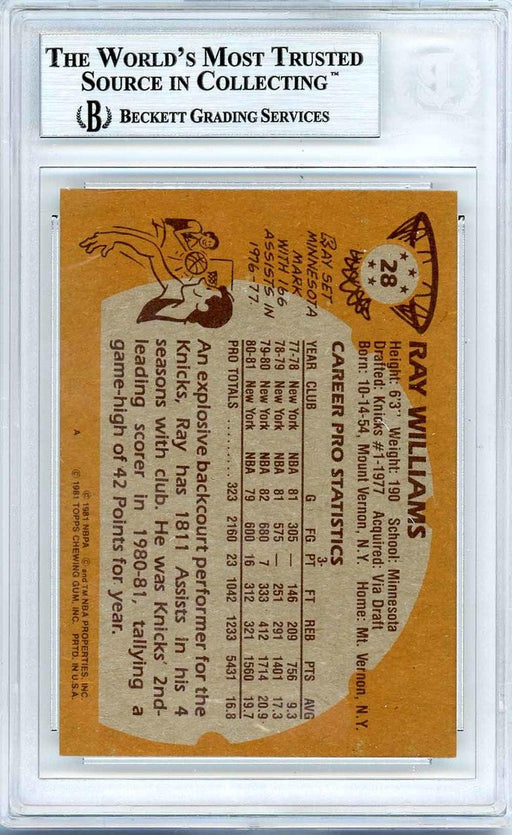 THE WORLD'S MOST TRUSTED
SOURCE IN COLLECTING™
B BECKETT GRADING SERVICES
28
RAY WILLIAMS
Height: 6'3" Weight: 190 School: Minnesota
Drafted: Knicks #1-1977 Acquired: Via Draft
Born: 10-14-54, Mount Vernon, N.Y. Home: Mt. Vernon, N.Y.
CAREER PRO STATISTICS
3-
YEAR CLUB G FG PT FT REB PTS AVG
77-78 New York NBA 81 305 — 146 209 756 9.3
78-79 New York NBA 81 575 — 251 291 1401 17.3
79-80 New York NBA 82 680 7 333 412 1714 20.9
80-81 New York NBA 79 600 16 312 321 1560 19.7
PRO TOTALS .......... 323 2160 23 1042 1233 5431 16.8
RAY SET
MINNESOTA
MARK
WITH 166
ASSISTS IN
1976-77.
An explosive backcourt performer for the
Knicks, Ray has 1811 Assists in his 4
seasons with club. He was Knicks' 2nd-
leading scorer in 1980-81, tallying a
game-high of 42 Points for year.
A
© 1981 NBPA © and TM NBA PROPERTIES, INC.
© 1981 TOPPS CHEWING GUM, INC. PRTD. IN U.S.A.